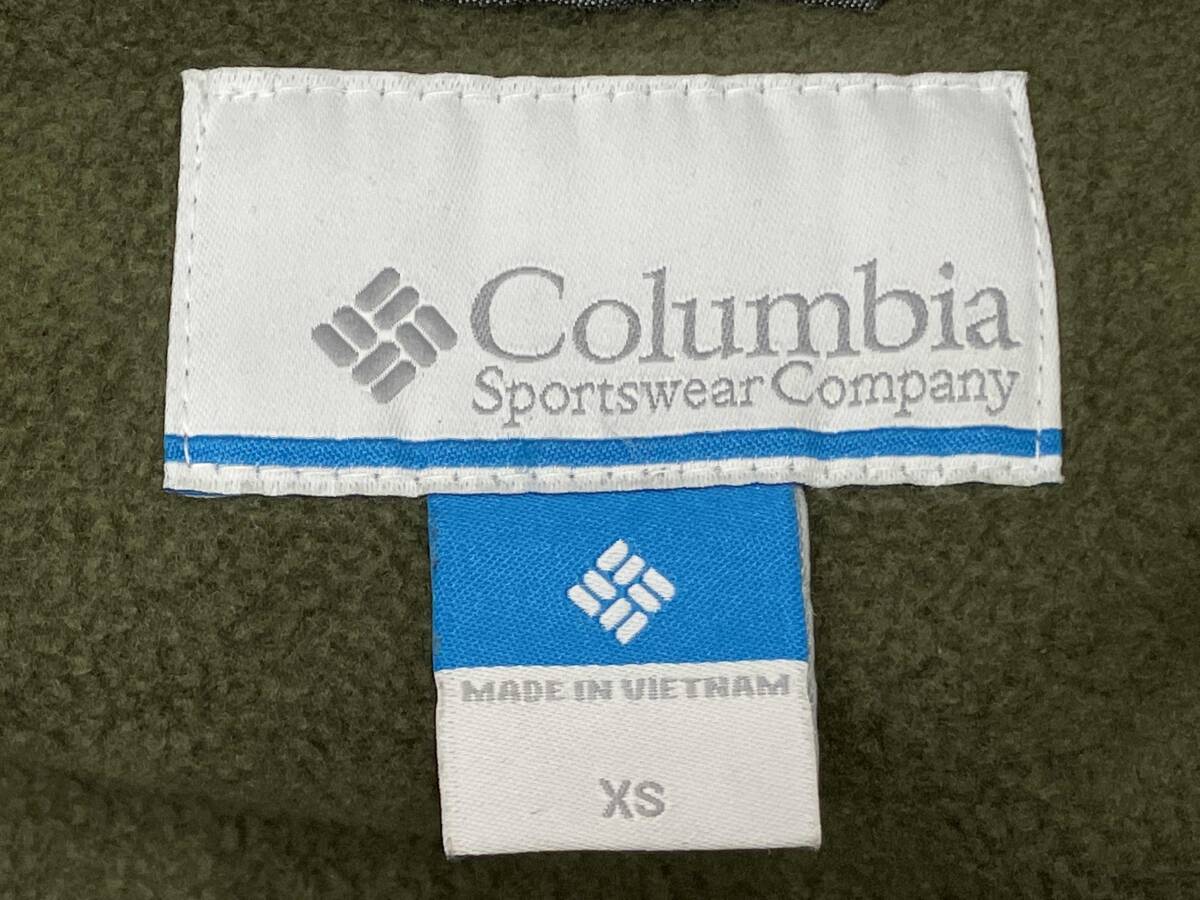 Columbia
Sportswear Company
MADE IN VIETNAM
XS